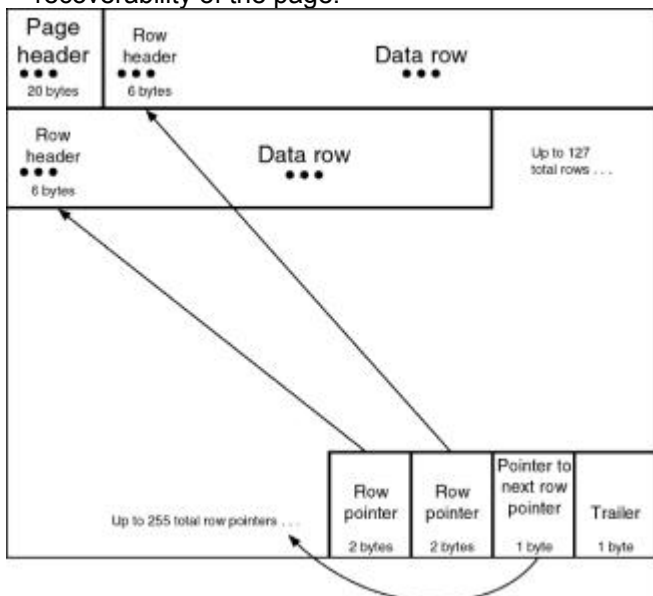 recoverability of the page.
Page
header
20 bytes
Row
header
6 bytes
Data row
Row
header
6 bytes
Data row
Up to 127
total rows . . .
Up to 255 total row pointers . . .
Row
pointer
2 bytes
Row
pointer
2 bytes
Pointer to
next row
pointer
1 byte
Trailer
1 byte